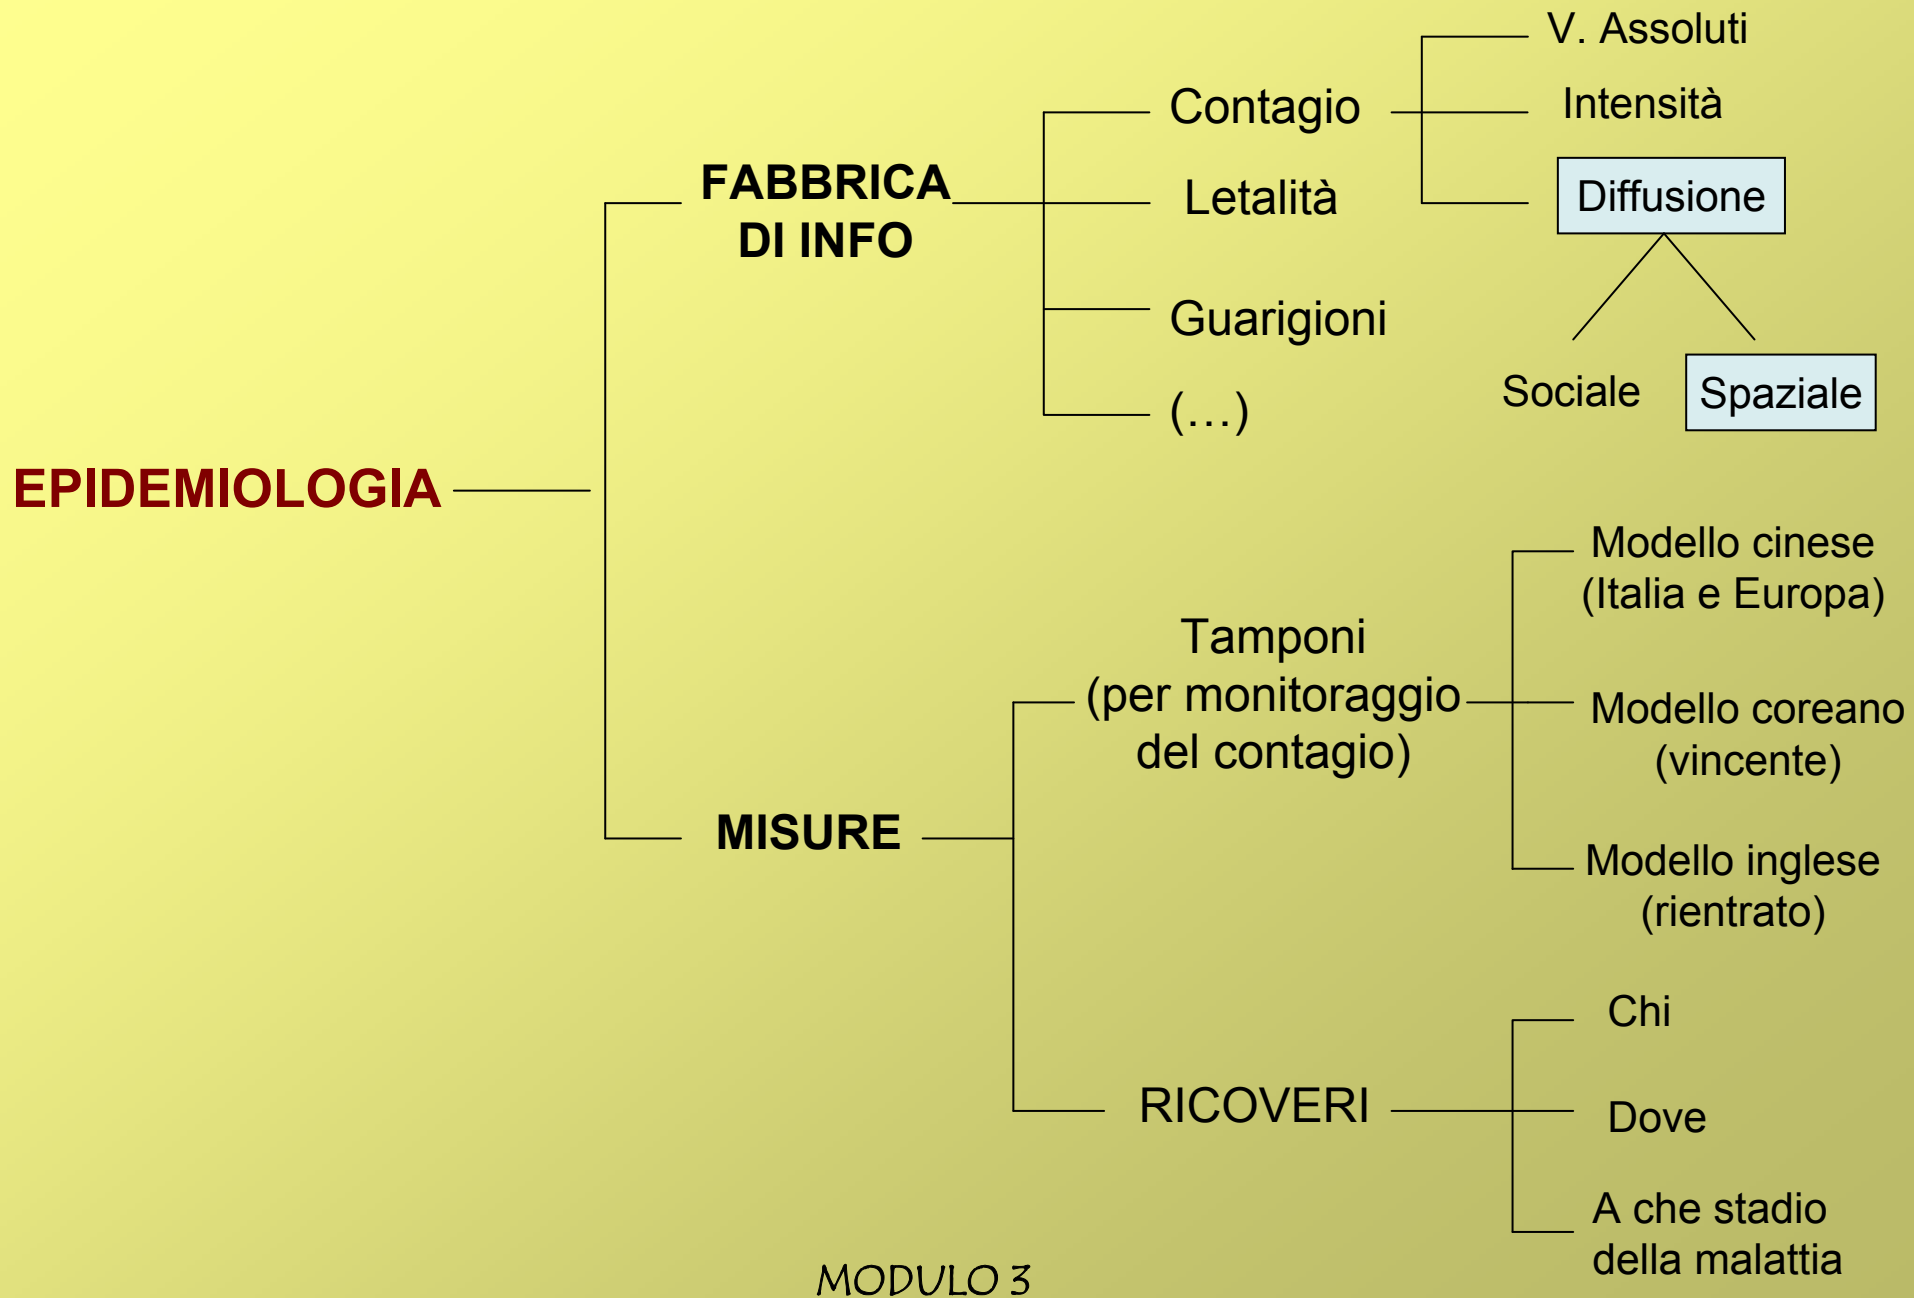 EPIDEMIOLOGIA
FABBRICA
DI INFO
Contagio
V. Assoluti
Intensità
Diffusione
Sociale
Spaziale
Letalità
Guarigioni
(…)
MISURE
Tamponi
(per monitoraggio
del contagio)
Modello cinese
(Italia e Europa)
Modello coreano
(vincente)
Modello inglese
(rientrato)
RICOVERI
Chi
Dove
A che stadio
della malattia
MODULO 3